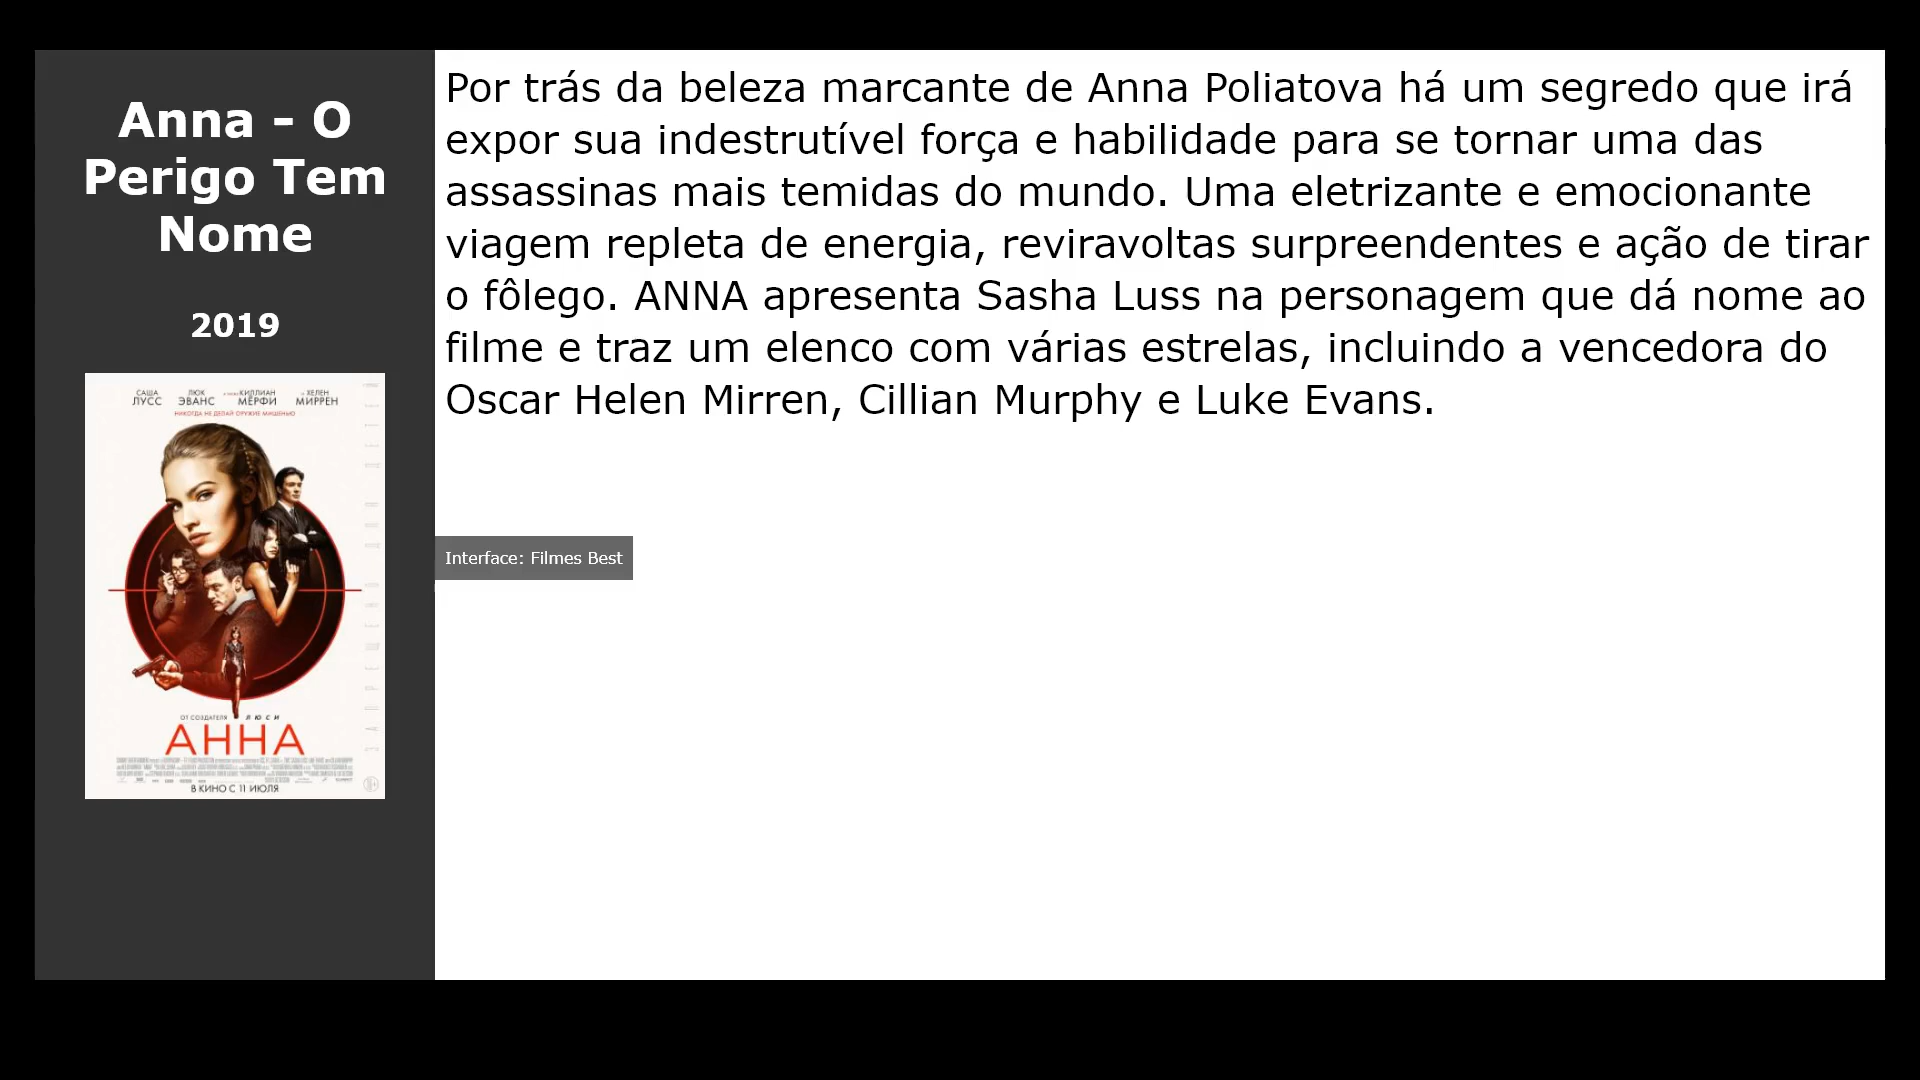 Anna - O
Perigo Tem
Nome
2019
САША ЛЮК КИЛЛИАН ХЕЛЕН
ЛУСС ЭВАНС МЁРФИ МИРРЕН
НИКОГДА НЕ ДЕЛАЙ ОРУЖИЕ МИШЕНЬЮ
ОТ СОЗДАТЕЛЯ ЛЮСИ
АННА
В КИНО С 11 ИЮЛЯ
Por trás da beleza marcante de Anna Poliatova há um segredo que irá
expor sua indestrutível força e habilidade para se tornar uma das
assassinas mais temidas do mundo. Uma eletrizante e emocionante
viagem repleta de energia, reviravoltas surpreendentes e ação de tirar
o fôlego. ANNA apresenta Sasha Luss na personagem que dá nome ao
filme e traz um elenco com várias estrelas, incluindo a vencedora do
Oscar Helen Mirren, Cillian Murphy e Luke Evans.
Interface: Filmes Best